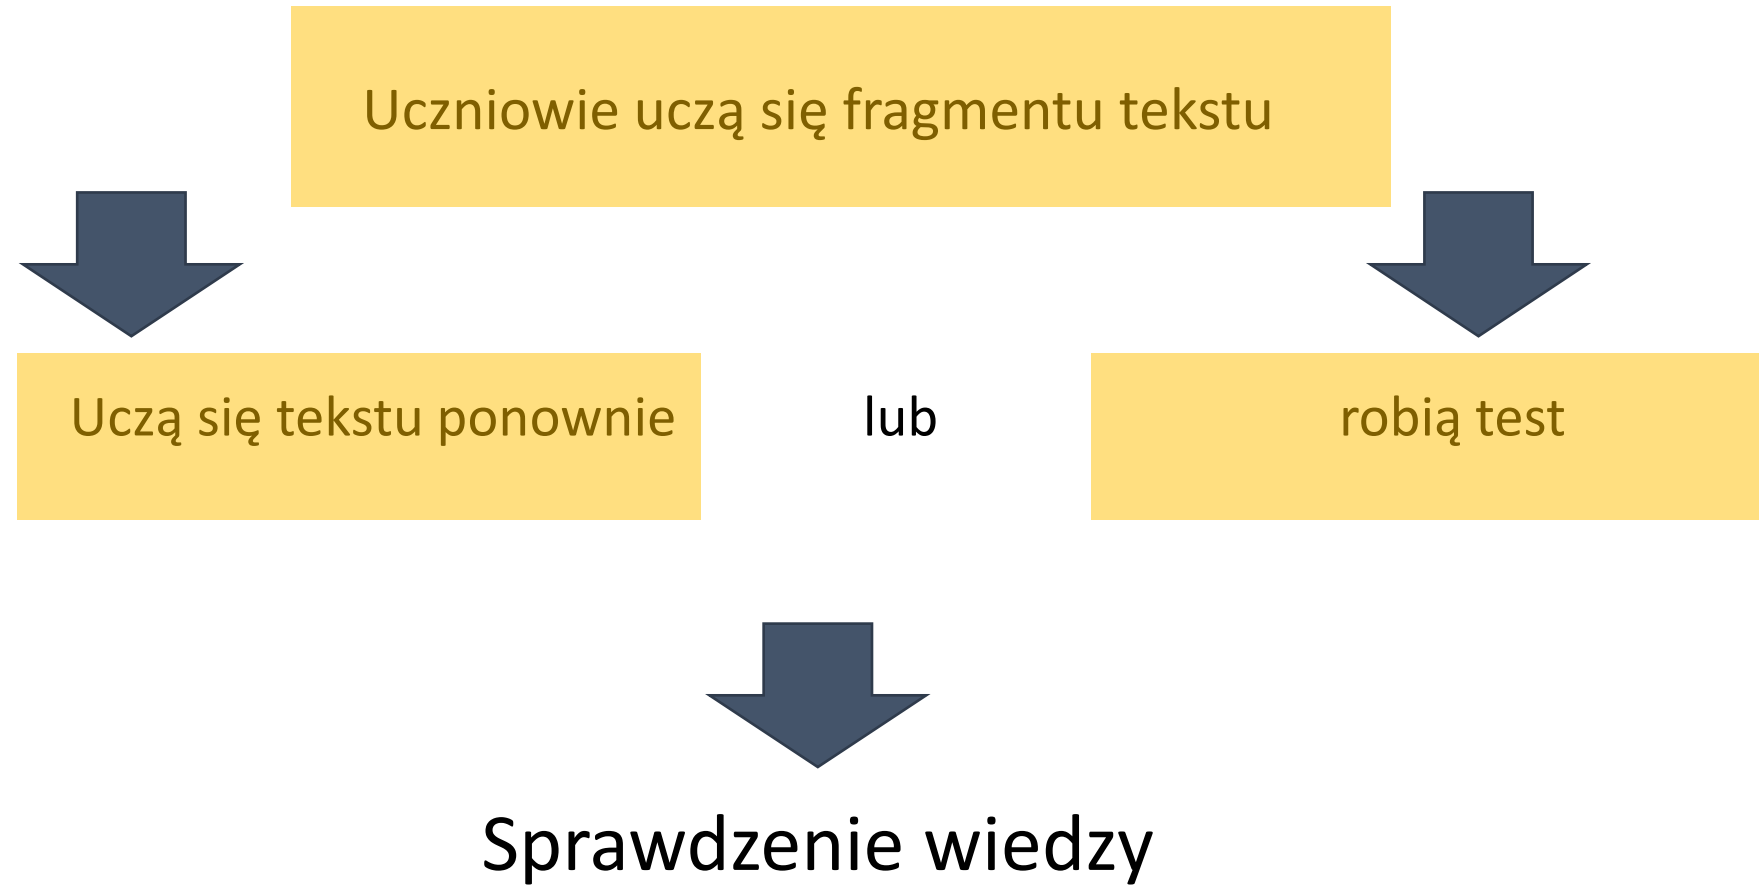 Uczniowie uczą się fragmentu tekstu
Uczą się tekstu ponownie
lub
robią test
Sprawdzenie wiedzy